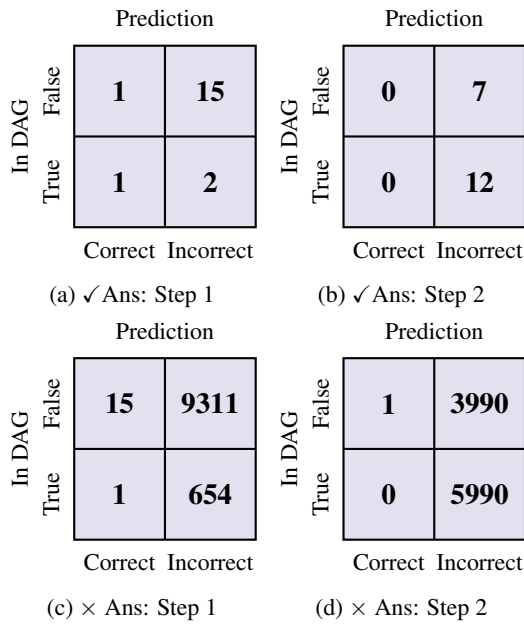 Prediction
In DAG
False
1 15
True
1 2
Correct Incorrect
(a) ✓Ans: Step 1
Prediction
In DAG
False
0 7
True
0 12
Correct Incorrect
(b) ✓Ans: Step 2
Prediction
In DAG
False
15 9311
True
1 654
Correct Incorrect
(c) × Ans: Step 1
Prediction
In DAG
False
1 3990
True
0 5990
Correct Incorrect
(d) × Ans: Step 2